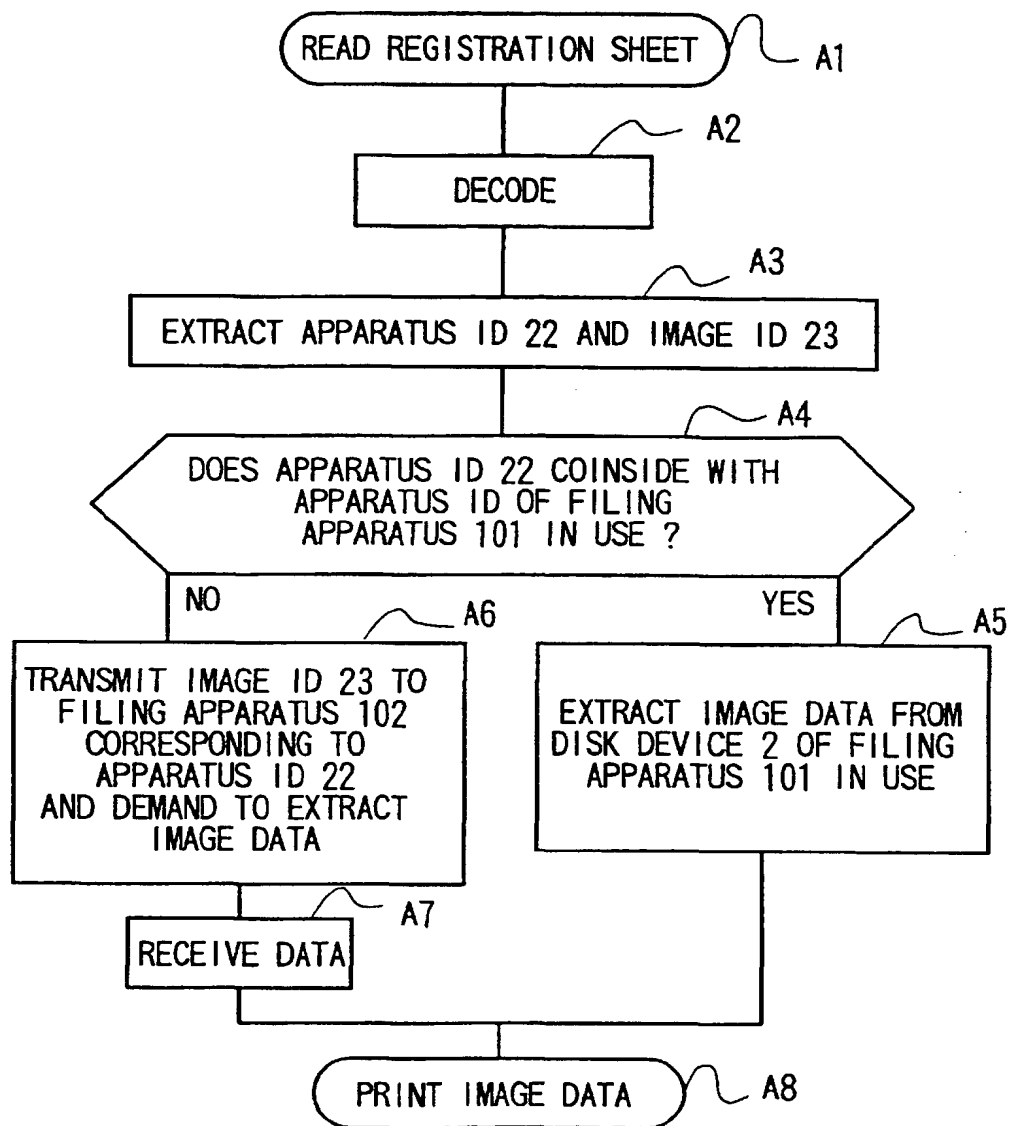 READ REGISTRATION SHEET
A1
A2
DECODE
A3
EXTRACT APPARATUS ID 22 AND IMAGE ID 23
A4
DOES APPARATUS ID 22 COINSIDE WITH
APPARATUS ID OF FILING
APPARATUS 101 IN USE ?
NO
YES
A6
A5
TRANSMIT IMAGE ID 23 TO
FILING APPARATUS 102
CORRESPONDING TO
APPARATUS ID 22
AND DEMAND TO EXTRACT
IMAGE DATA
EXTRACT IMAGE DATA FROM
DISK DEVICE 2 OF FILING
APPARATUS 101 IN USE
A7
RECEIVE DATA
PRINT IMAGE DATA
A8